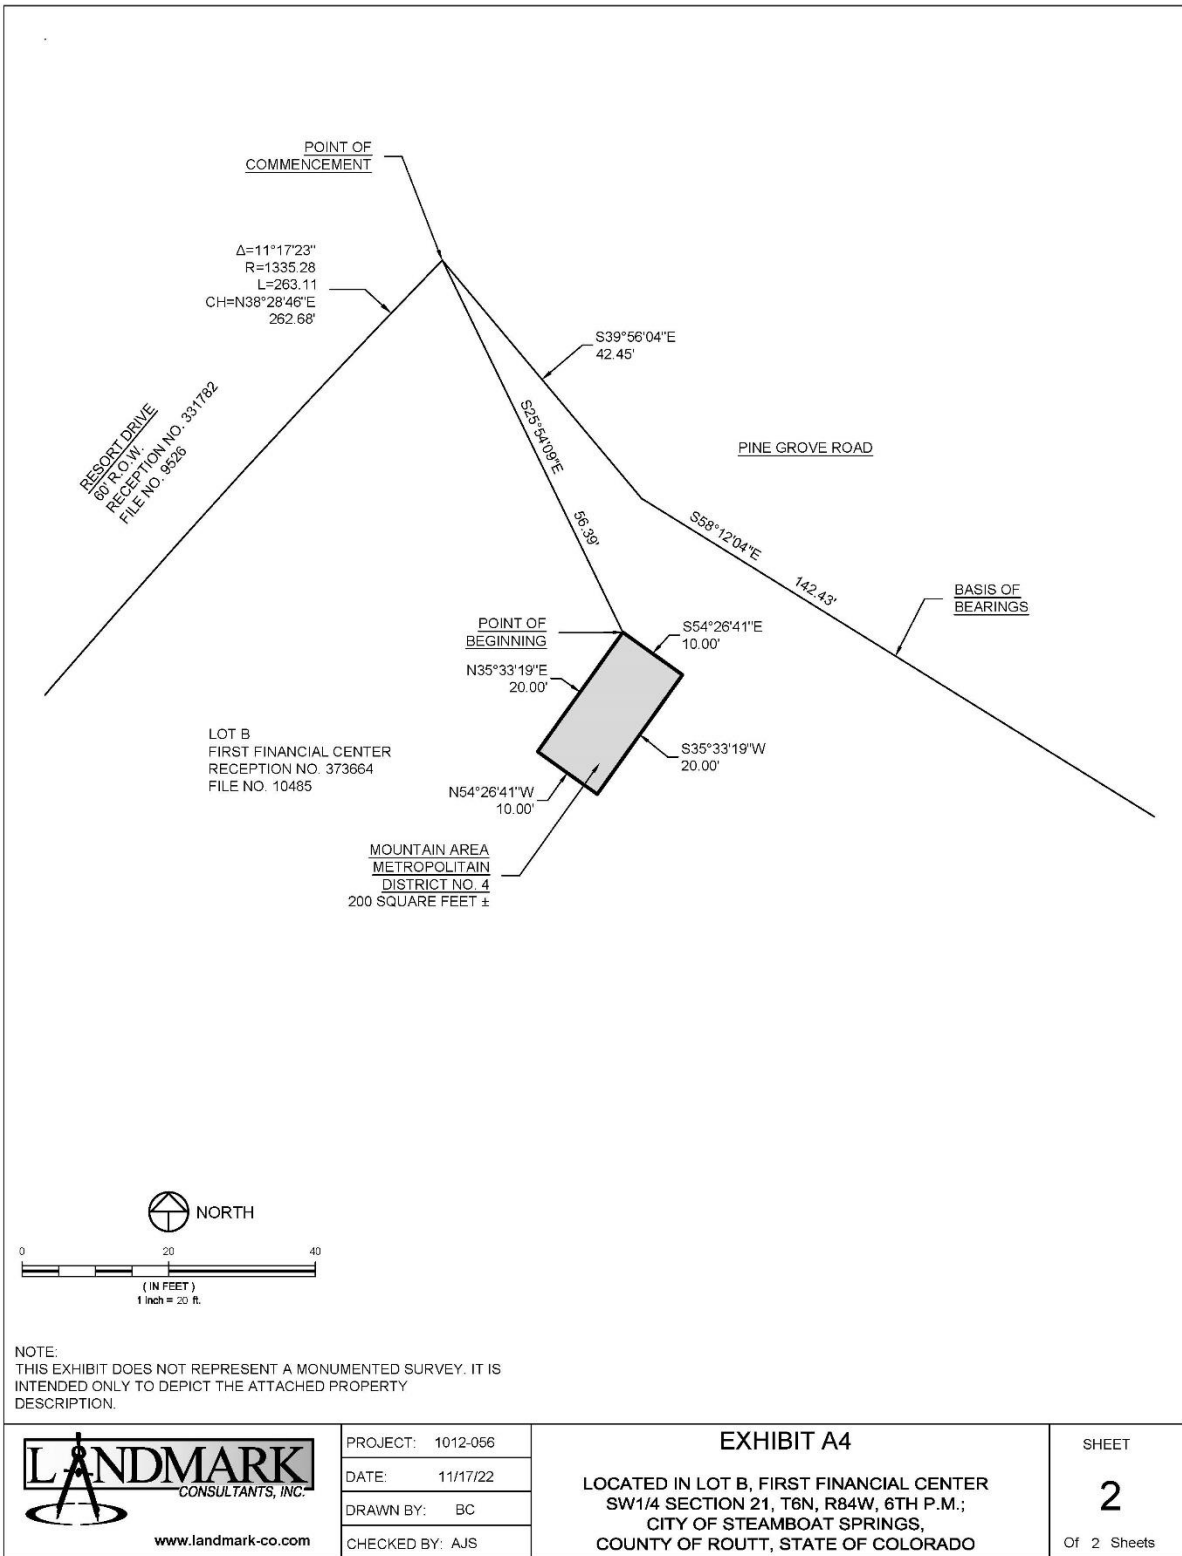 POINT OF
COMMENCEMENT
Δ=11°17'23"
R=1335.28
L=263.11
CH=N38°28'46"E
262.68'
S39°56'04"E
42.45'
RESORT DRIVE
60' R.O.W.
RECEPTION NO. 331782
FILE NO. 9526
S25°54'09"E
56.39'
PINE GROVE ROAD
S58°12'04"E
142.43'
BASIS OF
BEARINGS
POINT OF
BEGINNING
S54°26'41"E
10.00'
N35°33'19"E
20.00'
LOT B
FIRST FINANCIAL CENTER
RECEPTION NO. 373664
FILE NO. 10485
S35°33'19"W
20.00'
N54°26'41"W
10.00'
MOUNTAIN AREA
METROPOLITAIN
DISTRICT NO. 4
200 SQUARE FEET ±
NORTH
0 20 40
( IN FEET )
1 inch = 20 ft.
NOTE:
THIS EXHIBIT DOES NOT REPRESENT A MONUMENTED SURVEY. IT IS
INTENDED ONLY TO DEPICT THE ATTACHED PROPERTY
DESCRIPTION.
LANDMARK
CONSULTANTS, INC.
www.landmark-co.com
PROJECT: 1012-056
DATE: 11/17/22
DRAWN BY: BC
CHECKED BY: AJS
EXHIBIT A4
LOCATED IN LOT B, FIRST FINANCIAL CENTER
SW1/4 SECTION 21, T6N, R84W, 6TH P.M.;
CITY OF STEAMBOAT SPRINGS,
COUNTY OF ROUTT, STATE OF COLORADO
SHEET
2
Of 2 Sheets